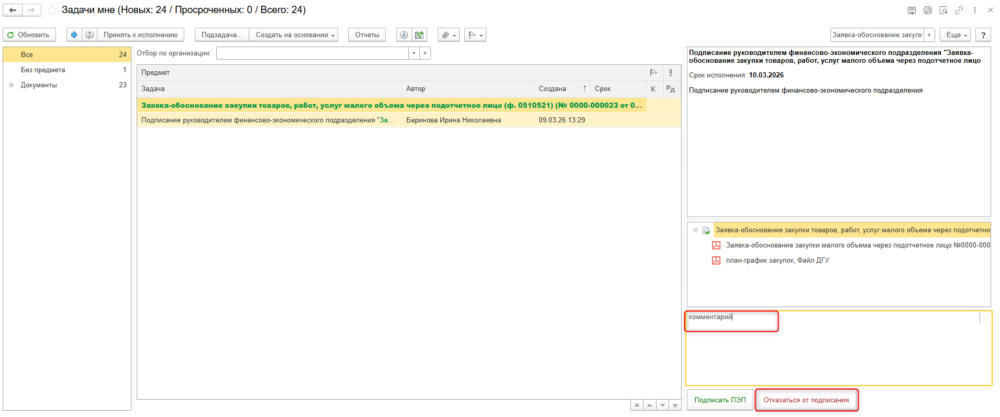 Задачи мне (Новых: 24 / Просроченных: 0 / Всего: 24)
Обновить
Принять к исполнению
Подзадача...
Создать на основании
Отчеты
Заявка-обоснование закупк ×
Еще
?
Все 24
Без предмета 1
Документы 23
Отбор по организации:
Предмет
Задача Автор Создана ↑ Срок К Рд
Заявка-обоснование закупки товаров, работ, услуг малого объема через подотчетное лицо (ф. 0510521) (№ 0000-000023 от 0...
Подписание руководителем финансово-экономического подразделения "За... Баринова Ирина Николаевна 09.03.26 13:29
Подписание руководителем финансово-экономического подразделения "Заявка-
обоснование закупки товаров, работ, услуг малого объема через подотчетное лицо
Срок исполнения: 10.03.2026
Подписание руководителем финансово-экономического подразделения
Заявка-обоснование закупки товаров, работ, услуг малого объема через подотчетно
Заявка-обоснование закупки малого объема через подотчетное лицо №0000-000
план-график закупок, Файл ДГУ
комментарий
...
Подписать ПЭП
Отказаться от подписания